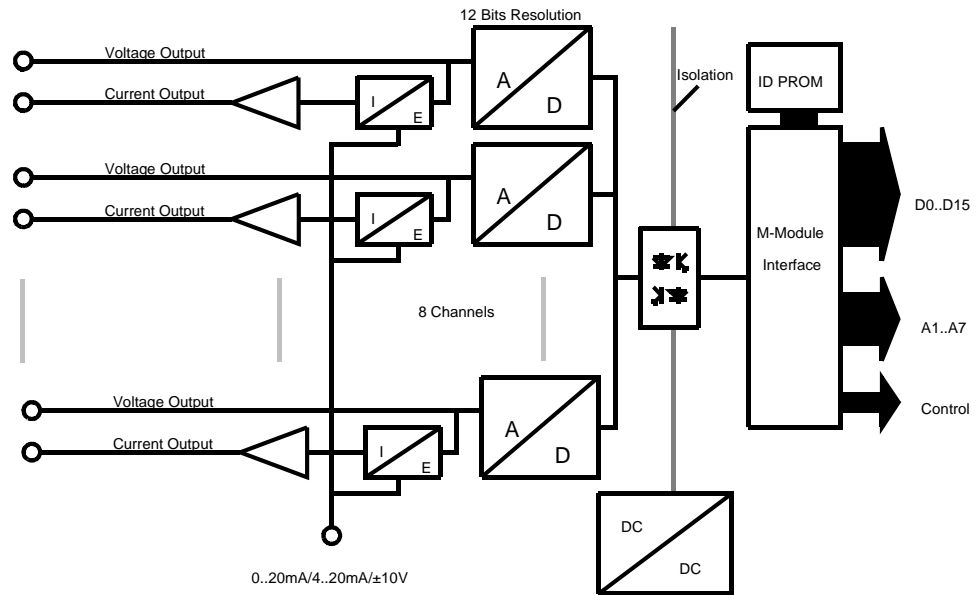 12 Bits Resolution
Voltage Output
Current Output
I
E
A
D
Isolation
ID PROM
Voltage Output
Current Output
I
E
A
D
D0..D15
M-Module
Interface
8 Channels
A1..A7
Voltage Output
Current Output
I
E
A
D
Control
DC
DC
0..20mA/4..20mA/±10V